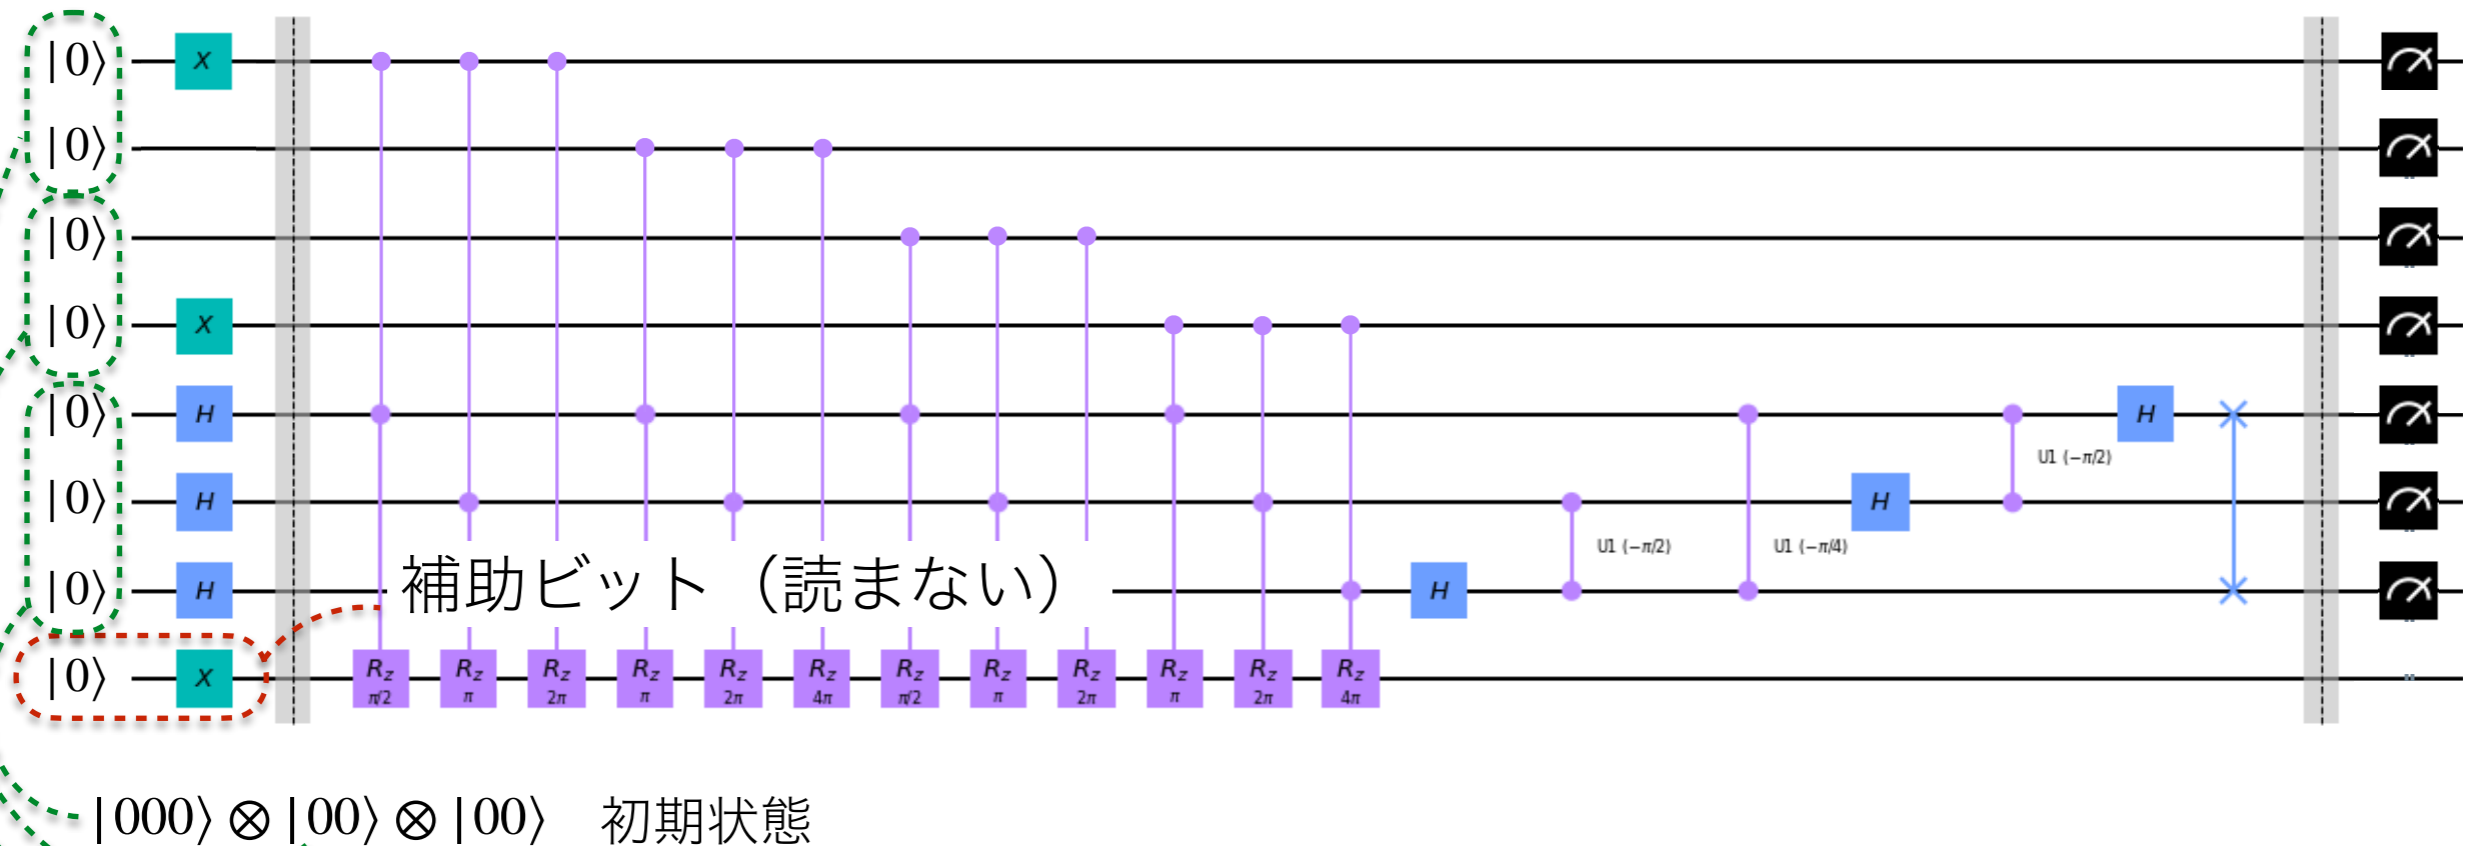 |0⟩ X
|0⟩
|0⟩
|0⟩ X
|0⟩ H H
|0⟩ H H U1 (−π/2)
|0⟩ H 補助ビット（読まない） H U1 (−π/2) U1 (−π/4)
|0⟩ X Rz π/2 Rz π Rz 2π Rz π Rz 2π Rz 4π Rz π/2 Rz π Rz 2π Rz π Rz 2π Rz 4π
|000⟩ ⊗ |00⟩ ⊗ |00⟩ 初期状態